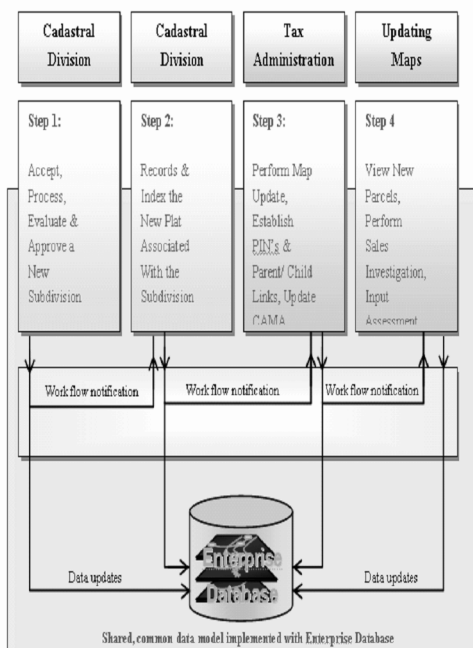 Cadastral
Division
Cadastral
Division
Tax
Administration
Updating
Maps
Step 1:
Accept,
Process,
Evaluate &
Approve a
New
Subdivision
Step 2:
Records &
Index the
New Plat
Associated
With the
Subdivision
Step 3:
Perform Map
Update,
Establish
PIN's &
Parent/ Child
Links, Update
CAMA
Step 4
View New
Parcels,
Perform
Sales
Investigation,
Input
Assessment
Work flow notification
Work flow notification
Work flow notification
Enterprise
Database
Data updates
Data updates
Shared, common data model implemented with Enterprise Database